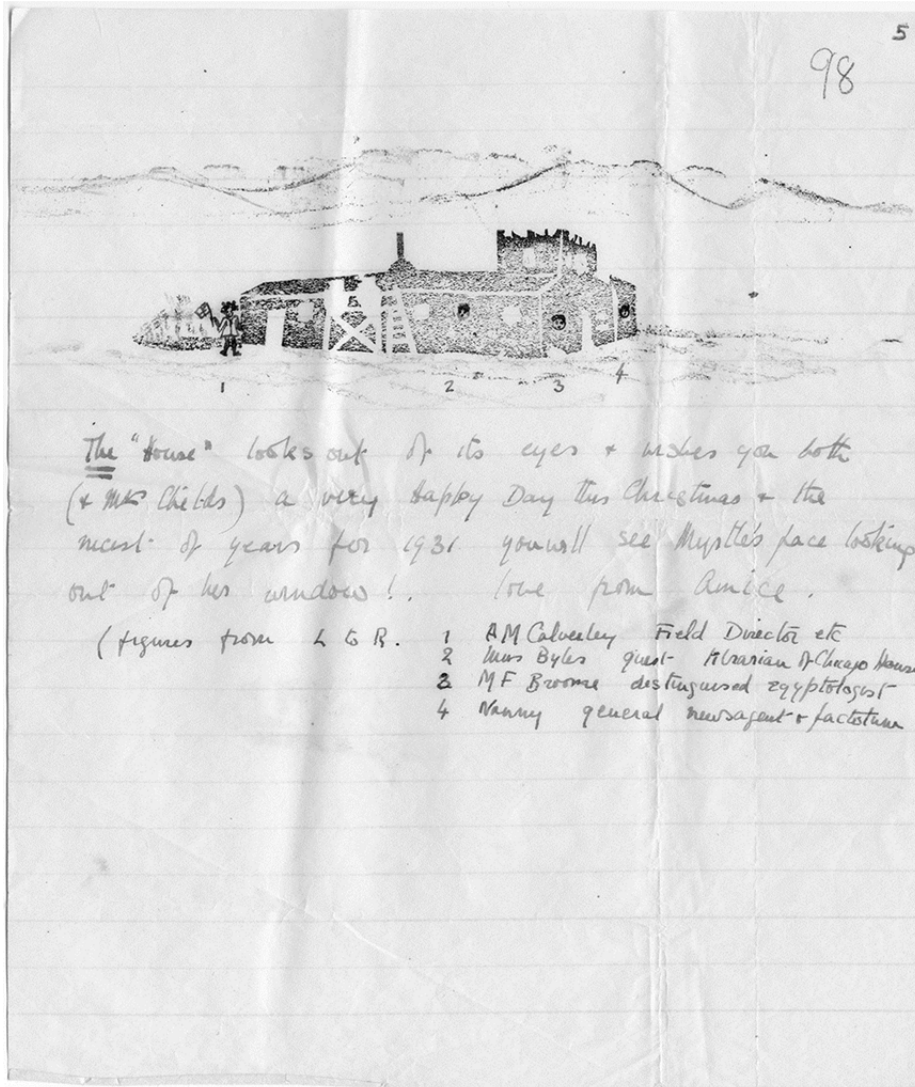 5
98
1 2 3 4
The "House" looks out of its eyes + wishes you both
(+ Mrs Childs) a very Happy Day this Christmas + the
nicest of years for 1931 you will see Myrtle's face looking
out of her window!. love from Amice.
(figures from L to R. 1 AM Calverley Field Director etc
2 Miss Byles guest librarian of Chicago House
3 MF Broome distinguised egyptologist
4 Nanny general newsagent + factotum